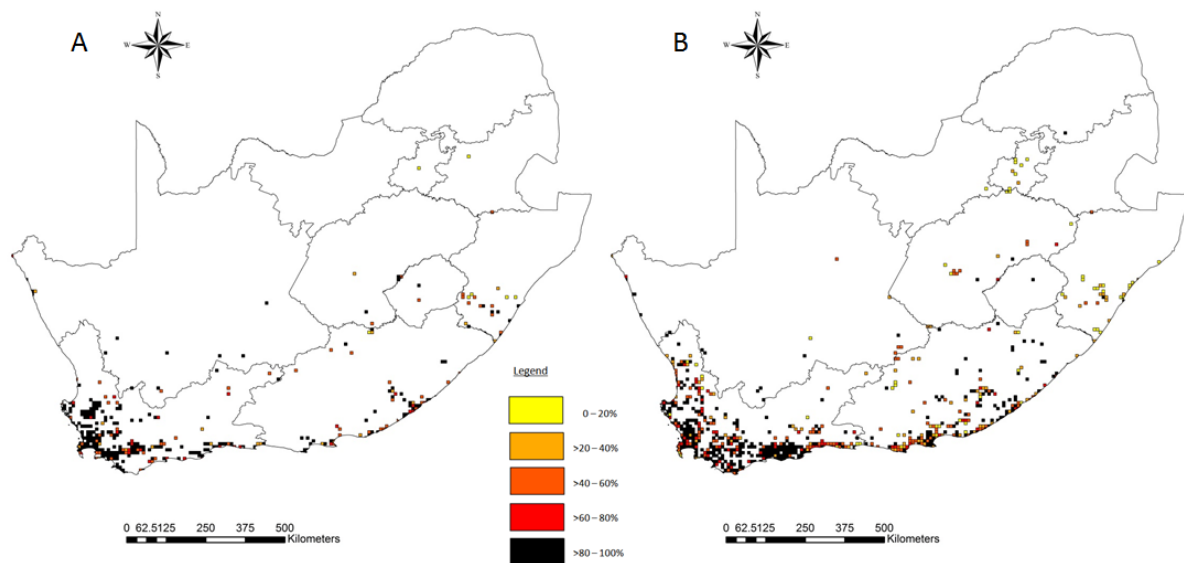 A
N
W
E
S
B
N
W
E
S
Legend
0 – 20%
>20 – 40%
>40 – 60%
>60 – 80%
>80 – 100%
0 62.5125 250 375 500
Kilometers
0 62.5125 250 375 500
Kilometers